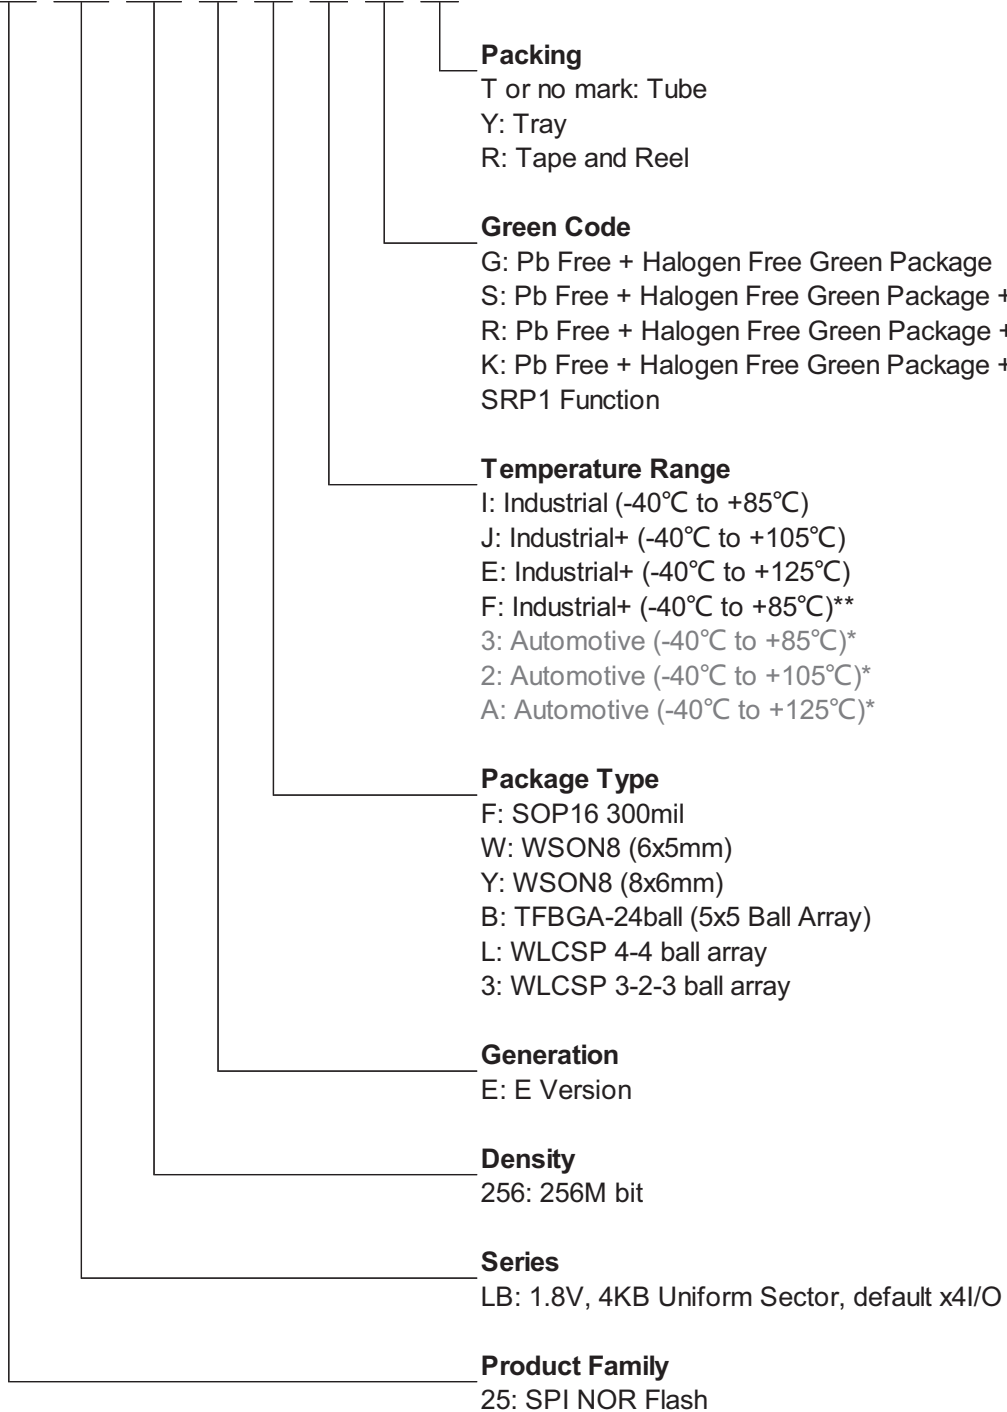 Packing
T or no mark: Tube
Y: Tray
R: Tape and Reel
Green Code
G: Pb Free + Halogen Free Green Package
S: Pb Free + Halogen Free Green Package +
R: Pb Free + Halogen Free Green Package +
K: Pb Free + Halogen Free Green Package +
SRP1 Function
Temperature Range
I: Industrial (-40℃ to +85℃)
J: Industrial+ (-40℃ to +105℃)
E: Industrial+ (-40℃ to +125℃)
F: Industrial+ (-40℃ to +85℃)**
3: Automotive (-40℃ to +85℃)*
2: Automotive (-40℃ to +105℃)*
A: Automotive (-40℃ to +125℃)*
Package Type
F: SOP16 300mil
W: WSON8 (6x5mm)
Y: WSON8 (8x6mm)
B: TFBGA-24ball (5x5 Ball Array)
L: WLCSP 4-4 ball array
3: WLCSP 3-2-3 ball array
Generation
E: E Version
Density
256: 256M bit
Series
LB: 1.8V, 4KB Uniform Sector, default x4I/O
Product Family
25: SPI NOR Flash